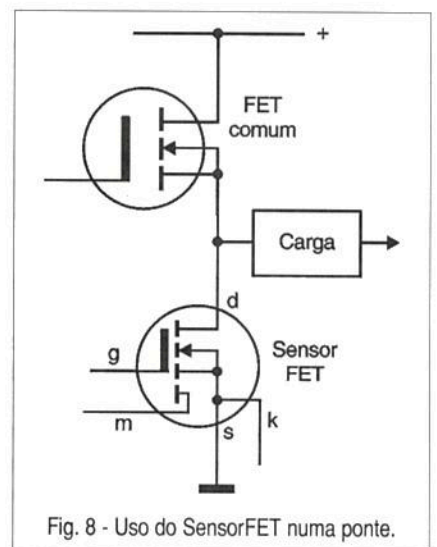 +
FET
comum
Carga
d
g
Sensor
FET
m
s
k
Fig. 8 - Uso do SensorFET numa ponte.